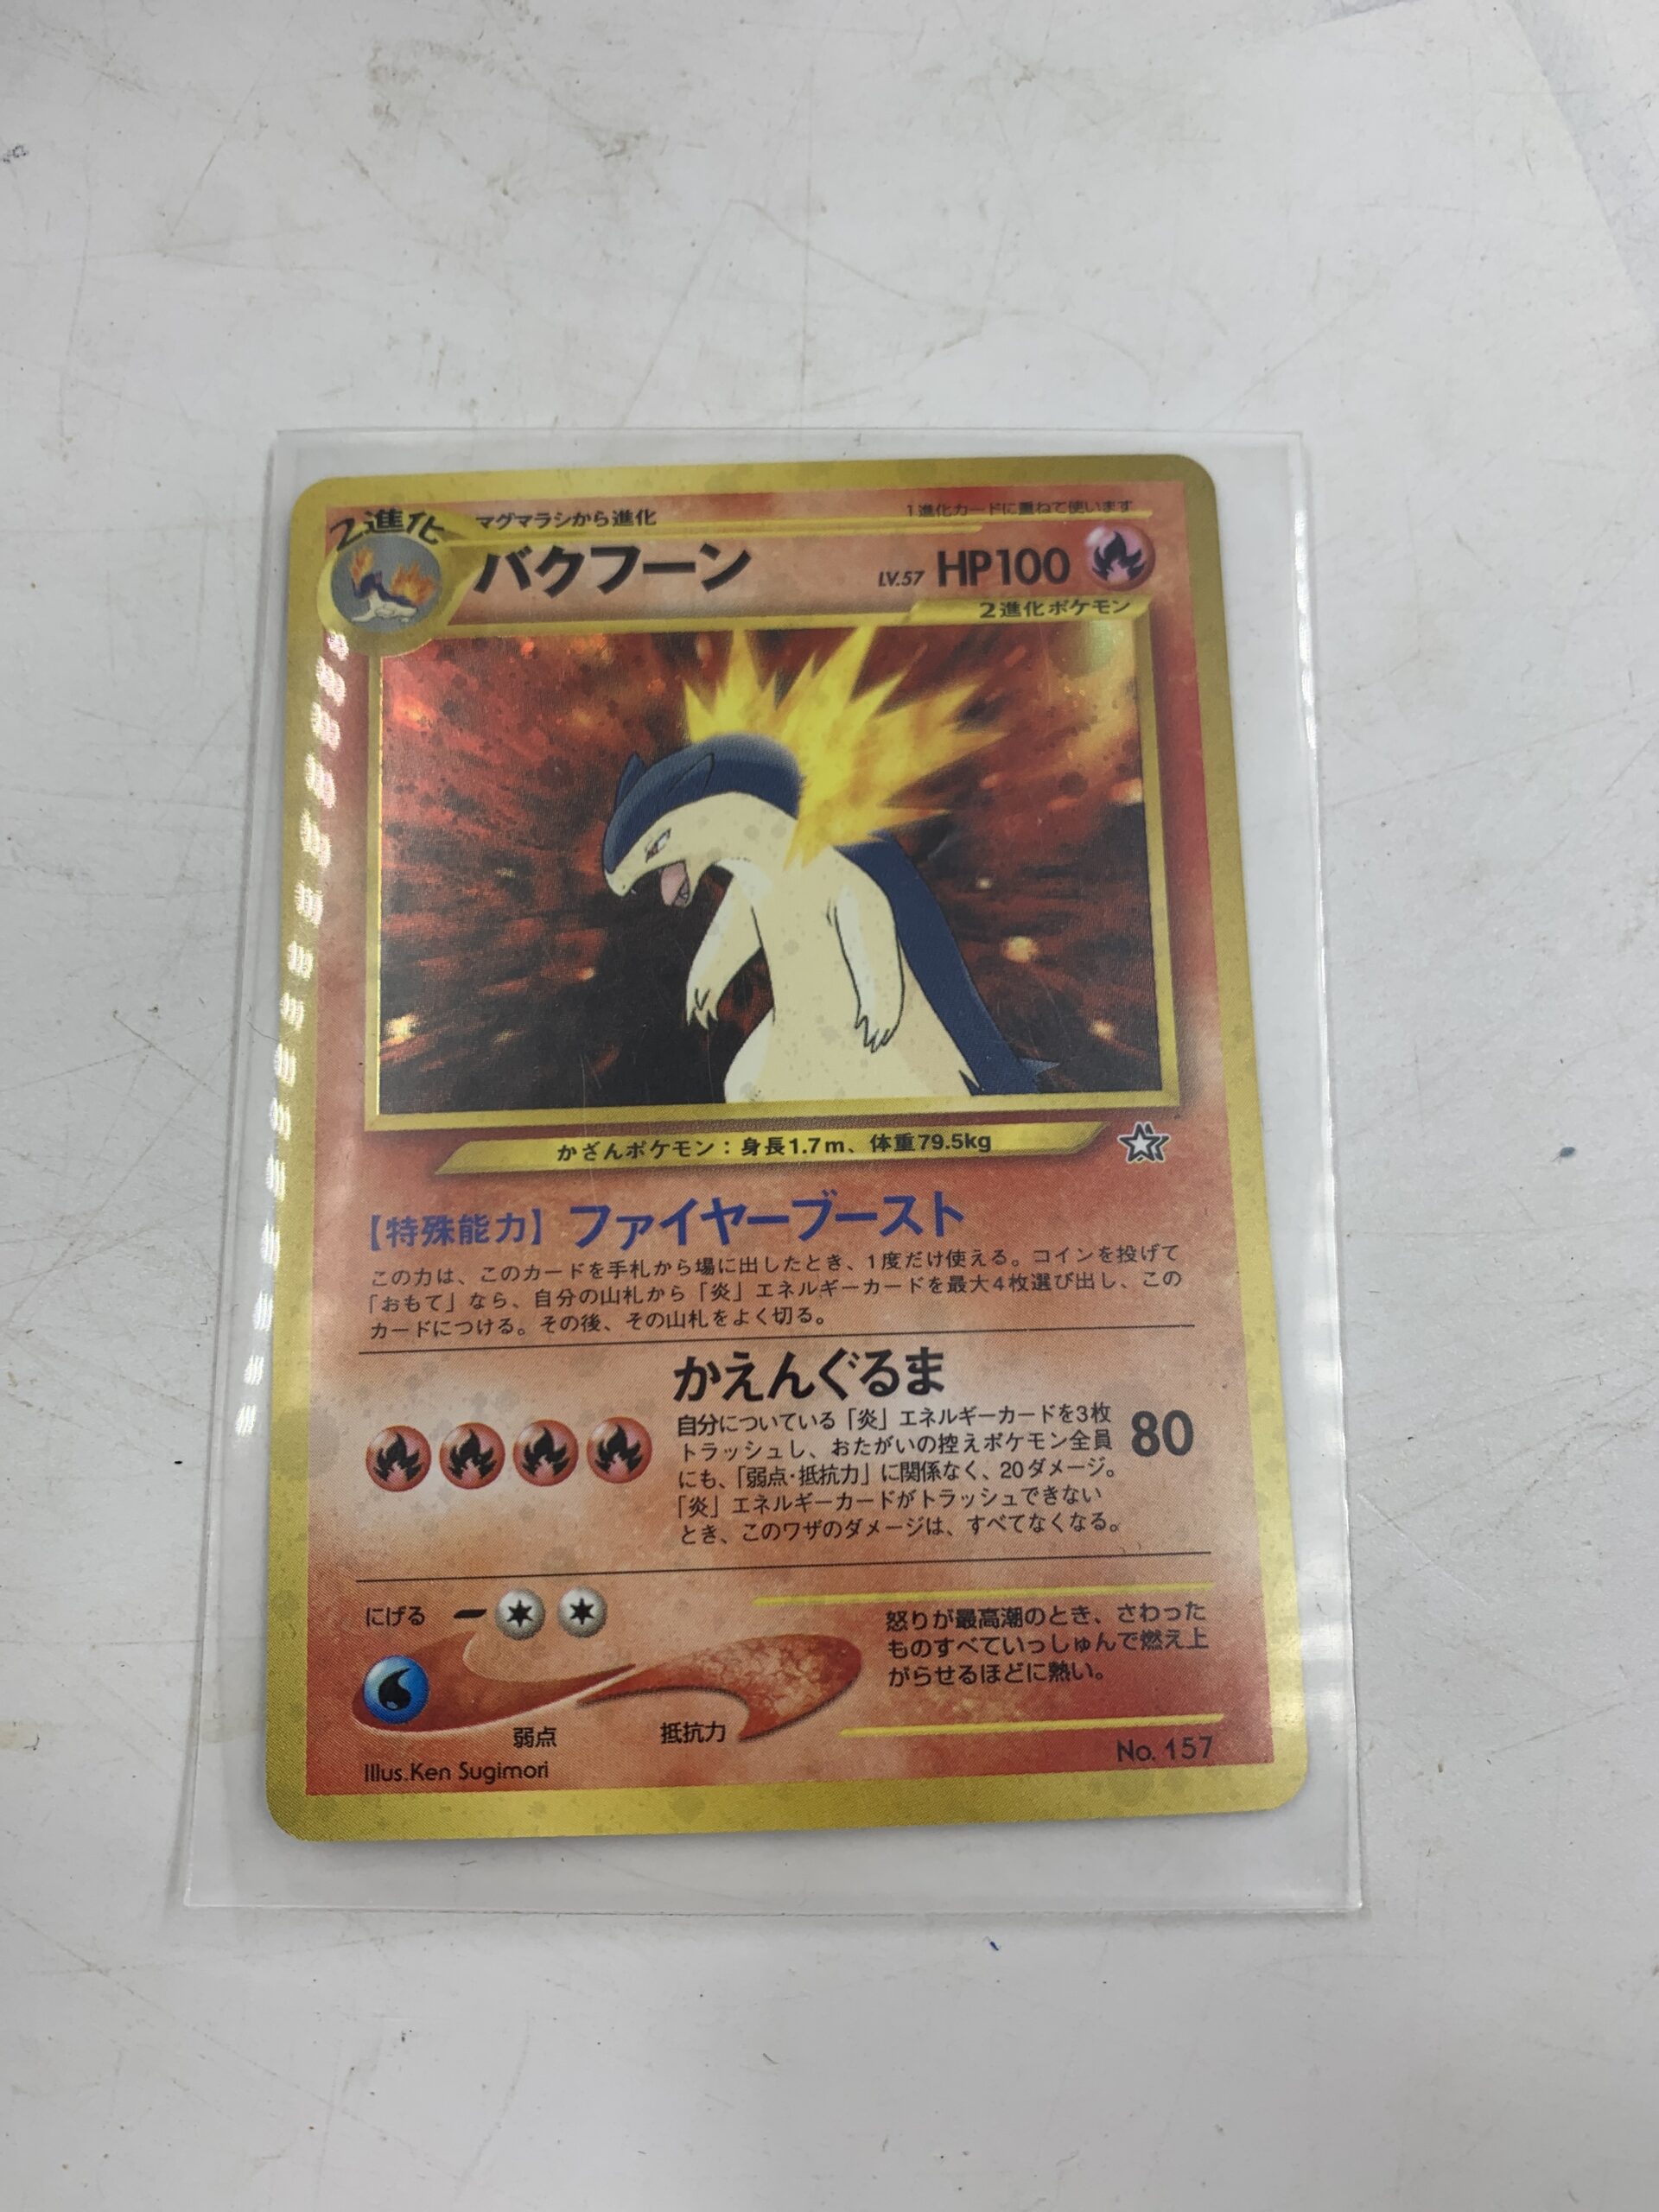 2進化
マグマラシから進化
1進化カードに重ねて使います
バクフーン
LV.57 HP100
2進化ポケモン
かざんポケモン：身長1.7m、体重79.5kg
【特殊能力】ファイヤーブースト
この力は、このカードを手札から場に出したとき、1度だけ使える。コインを投げて
「おもて」なら、自分の山札から「炎」エネルギーカードを最大4枚選び出し、この
カードにつける。その後、その山札をよく切る。
かえんぐるま
自分についている「炎」エネルギーカードを3枚
トラッシュし、おたがいの控えポケモン全員
にも、「弱点・抵抗力」に関係なく、20ダメージ。
「炎」エネルギーカードがトラッシュできない
とき、このワザのダメージは、すべてなくなる。
80
にげる
弱点
抵抗力
怒りが最高潮のとき、さわった
ものすべていっしゅんで燃え上
がらせるほどに熱い。
Illus.Ken Sugimori
No. 157